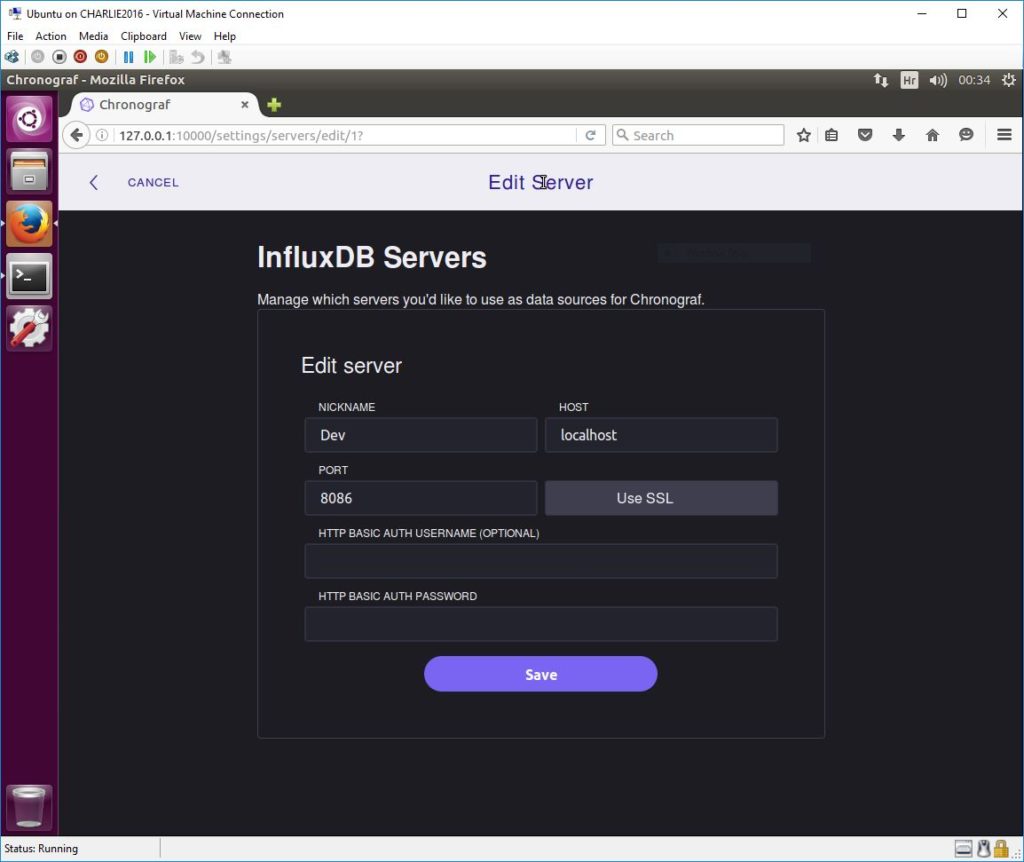 Ubuntu on CHARLIE2016 - Virtual Machine Connection
File Action Media Clipboard View Help
Chronograf - Mozilla Firefox
Hr 00:34
Chronograf
127.0.0.1:10000/settings/servers/edit/1?
Search
CANCEL
Edit Server
InfluxDB Servers
Manage which servers you'd like to use as data sources for Chronograf.
Edit server
NICKNAME HOST
Dev localhost
PORT
8086 Use SSL
HTTP BASIC AUTH USERNAME (OPTIONAL)
HTTP BASIC AUTH PASSWORD
Save
Status: Running